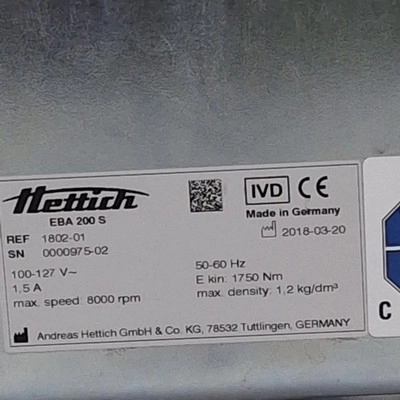 Hettich
EBA 200 S
IVD CE
Made in Germany
2018-03-20
REF 1802-01
SN 0000975-02
100-127 V~
50-60 Hz
1,5 A
E kin: 1750 Nm
max. speed: 8000 rpm
max. density: 1,2 kg/dm³
Andreas Hettich GmbH & Co. KG, 78532 Tuttlingen, GERMANY
C